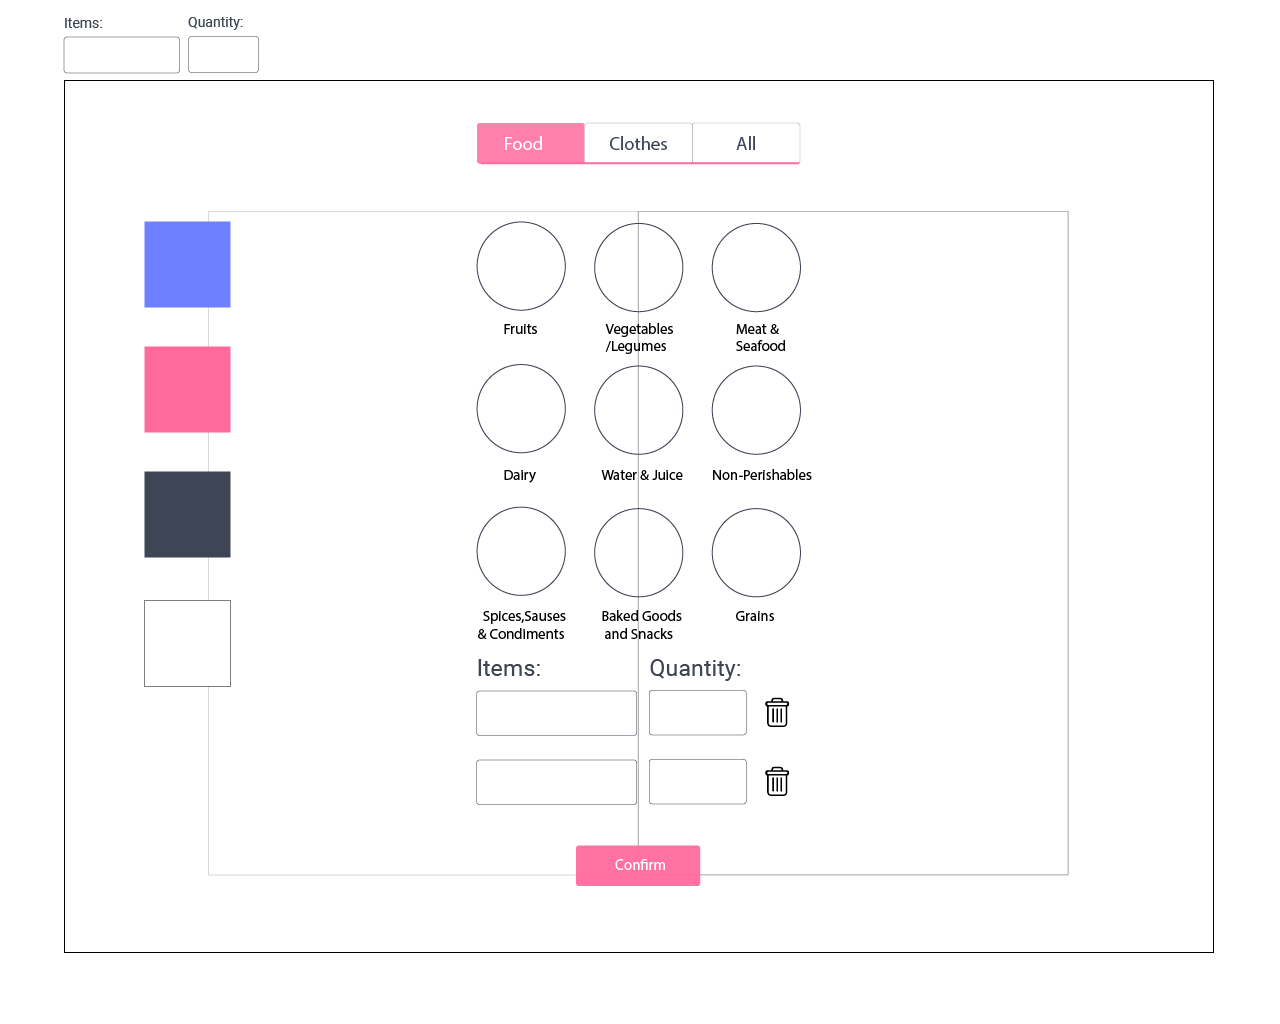 Items: Quantity:
Food Clothes All
Fruits
Vegetables
/Legumes
Meat &
Seafood
Dairy
Water & Juice
Non-Perishables
Spices,Sauses
& Condiments
Baked Goods
and Snacks
Grains
Items: Quantity:
Confirm